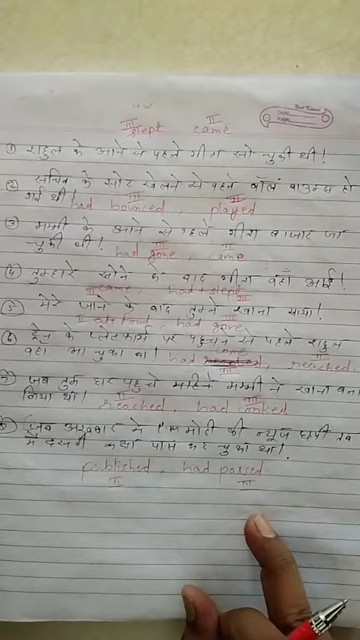 H.W
III II
slept came
① राहुल के आने से पहले गीता सो चुकी थी!
② सचिन के शोर खेलने से पहले बॉल बाउन्स हो
गई थी! had bounced, played
③ मम्मी के आने से पहले गीता बाजार जा
चुकी थी! had gone, came
④ तुम्हारे सोने के बाद गीता वहाँ आई!
came, had slept
⑤ मेरे जाने के बाद तुमने खाना खाया!
had gone
⑥ ट्रेन के प्लेटफार्म पर पहुंचने से पहले राहुल
वहां आ चुका था! had come, reached
⑦ जब तुम घर पहुचे मम्मी ने खाना बना
लिया था! reached, had cooked
जब अखबार ने P.M मोदी की न्यूज छापी तब
मैं दसवीं कक्षा पास कर चुका था!
published, had passed
II III